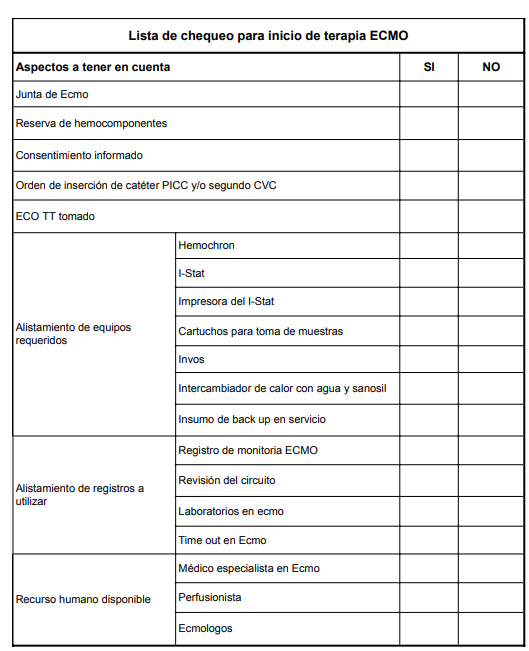 Lista de chequeo para inicio de terapia ECMO
Aspectos a tener en cuenta SI NO
Junta de Ecmo
Reserva de hemocomponentes
Consentimiento informado
Orden de inserción de catéter PICC y/o segundo CVC
ECO TT tomado
Alistamiento de equipos
requeridos
Hemochron
I-Stat
Impresora del I-Stat
Cartuchos para toma de muestras
Invos
Intercambiador de calor con agua y sanosil
Insumo de back up en servicio
Alistamiento de registros a
utilizar
Registro de monitoria ECMO
Revisión del circuito
Laboratorios en ecmo
Time out en Ecmo
Recurso humano disponible
Médico especialista en Ecmo
Perfusionista
Ecmologos